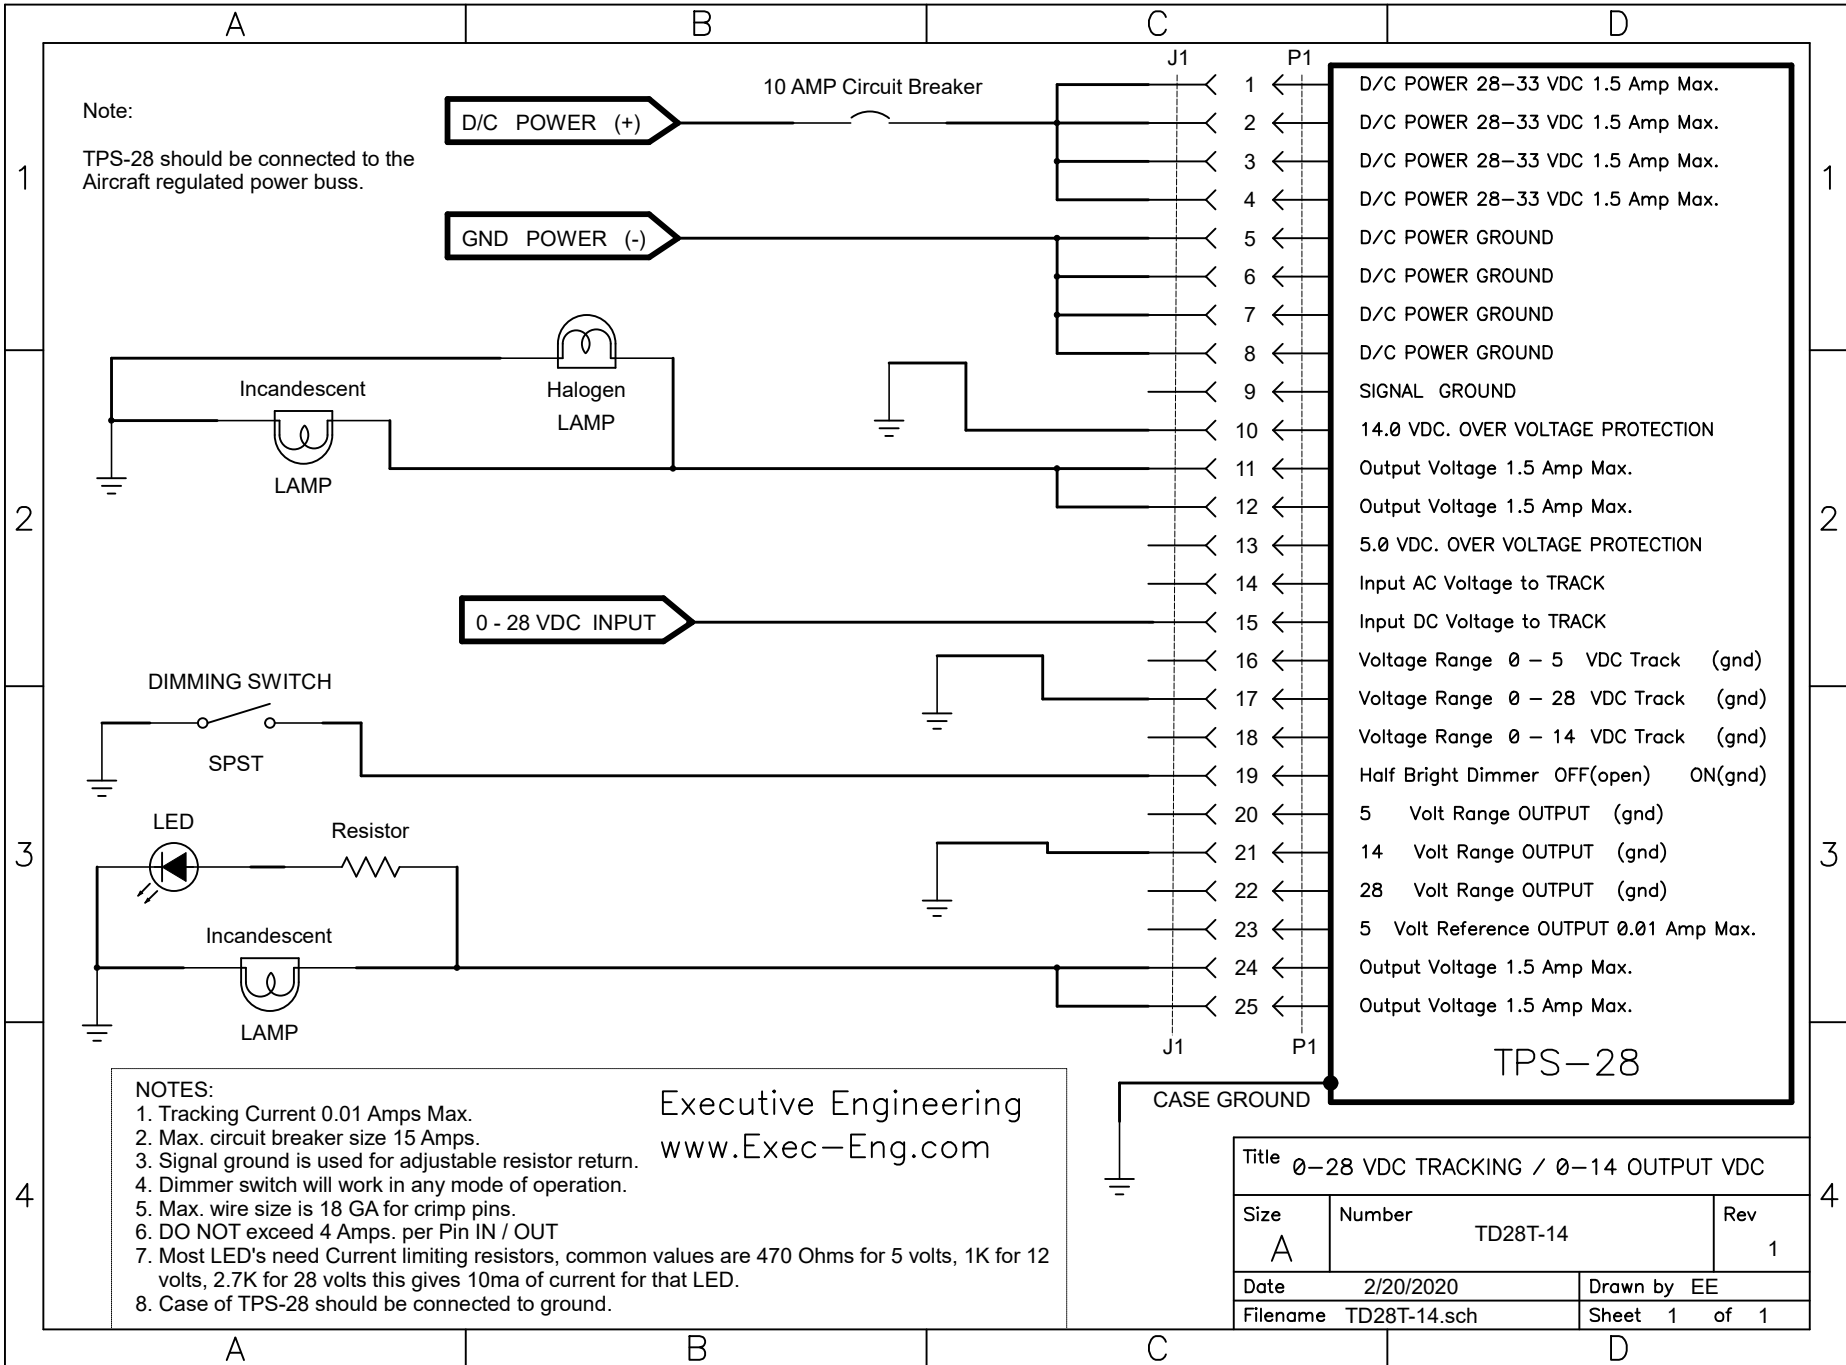 A B C D
Note:
TPS-28 should be connected to the
Aircraft regulated power buss.
D/C POWER (+)
10 AMP Circuit Breaker
GND POWER (-)
J1 P1
1 D/C POWER 28-33 VDC 1.5 Amp Max.
2 D/C POWER 28-33 VDC 1.5 Amp Max.
3 D/C POWER 28-33 VDC 1.5 Amp Max.
4 D/C POWER 28-33 VDC 1.5 Amp Max.
5 D/C POWER GROUND
6 D/C POWER GROUND
7 D/C POWER GROUND
8 D/C POWER GROUND
9 SIGNAL GROUND
10 14.0 VDC. OVER VOLTAGE PROTECTION
11 Output Voltage 1.5 Amp Max.
12 Output Voltage 1.5 Amp Max.
13 5.0 VDC. OVER VOLTAGE PROTECTION
14 Input AC Voltage to TRACK
15 Input DC Voltage to TRACK
16 Voltage Range 0 - 5 VDC Track (gnd)
17 Voltage Range 0 - 28 VDC Track (gnd)
18 Voltage Range 0 - 14 VDC Track (gnd)
19 Half Bright Dimmer OFF(open) ON(gnd)
20 5 Volt Range OUTPUT (gnd)
21 14 Volt Range OUTPUT (gnd)
22 28 Volt Range OUTPUT (gnd)
23 5 Volt Reference OUTPUT 0.01 Amp Max.
24 Output Voltage 1.5 Amp Max.
25 Output Voltage 1.5 Amp Max.
J1 P1
TPS-28
CASE GROUND
Incandescent
LAMP
Halogen
LAMP
0 - 28 VDC INPUT
DIMMING SWITCH
SPST
LED
Resistor
Incandescent
LAMP
1 1
2 2
3 3
4 4
NOTES:
1. Tracking Current 0.01 Amps Max.
2. Max. circuit breaker size 15 Amps.
3. Signal ground is used for adjustable resistor return.
4. Dimmer switch will work in any mode of operation.
5. Max. wire size is 18 GA for crimp pins.
6. DO NOT exceed 4 Amps. per Pin IN / OUT
7. Most LED's need Current limiting resistors, common values are 470 Ohms for 5 volts, 1K for 12
volts, 2.7K for 28 volts this gives 10ma of current for that LED.
8. Case of TPS-28 should be connected to ground.
Executive Engineering
www.Exec-Eng.com
Title 0-28 VDC TRACKING / 0-14 OUTPUT VDC
Size Number Rev
A TD28T-14 1
Date 2/20/2020 Drawn by EE
Filename TD28T-14.sch Sheet 1 of 1
A B C D